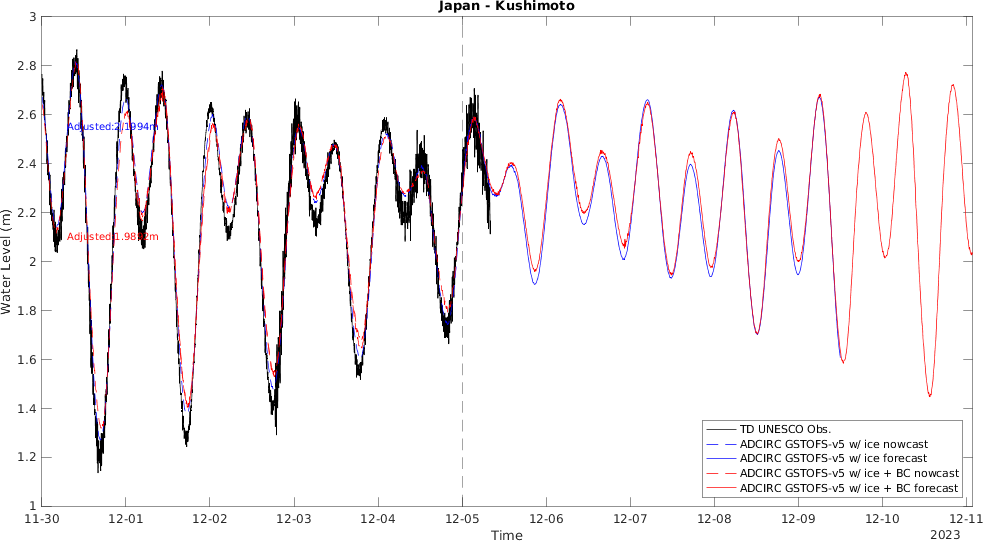 Japan - Kushimoto
Water Level (m)
3
2.8
2.6
2.4
2.2
2
1.8
1.6
1.4
1.2
1
Adjusted:2.1994m
TD UNESCO Obs.
ADCIRC GSTOFS-v5 w/ ice nowcast
ADCIRC GSTOFS-v5 w/ ice forecast
ADCIRC GSTOFS-v5 w/ ice + BC nowcast
ADCIRC GSTOFS-v5 w/ ice + BC forecast
11-30
12-01
12-02
12-03
12-04
12-05
12-06
12-07
12-08
12-09
12-10
12-11
Time
2023